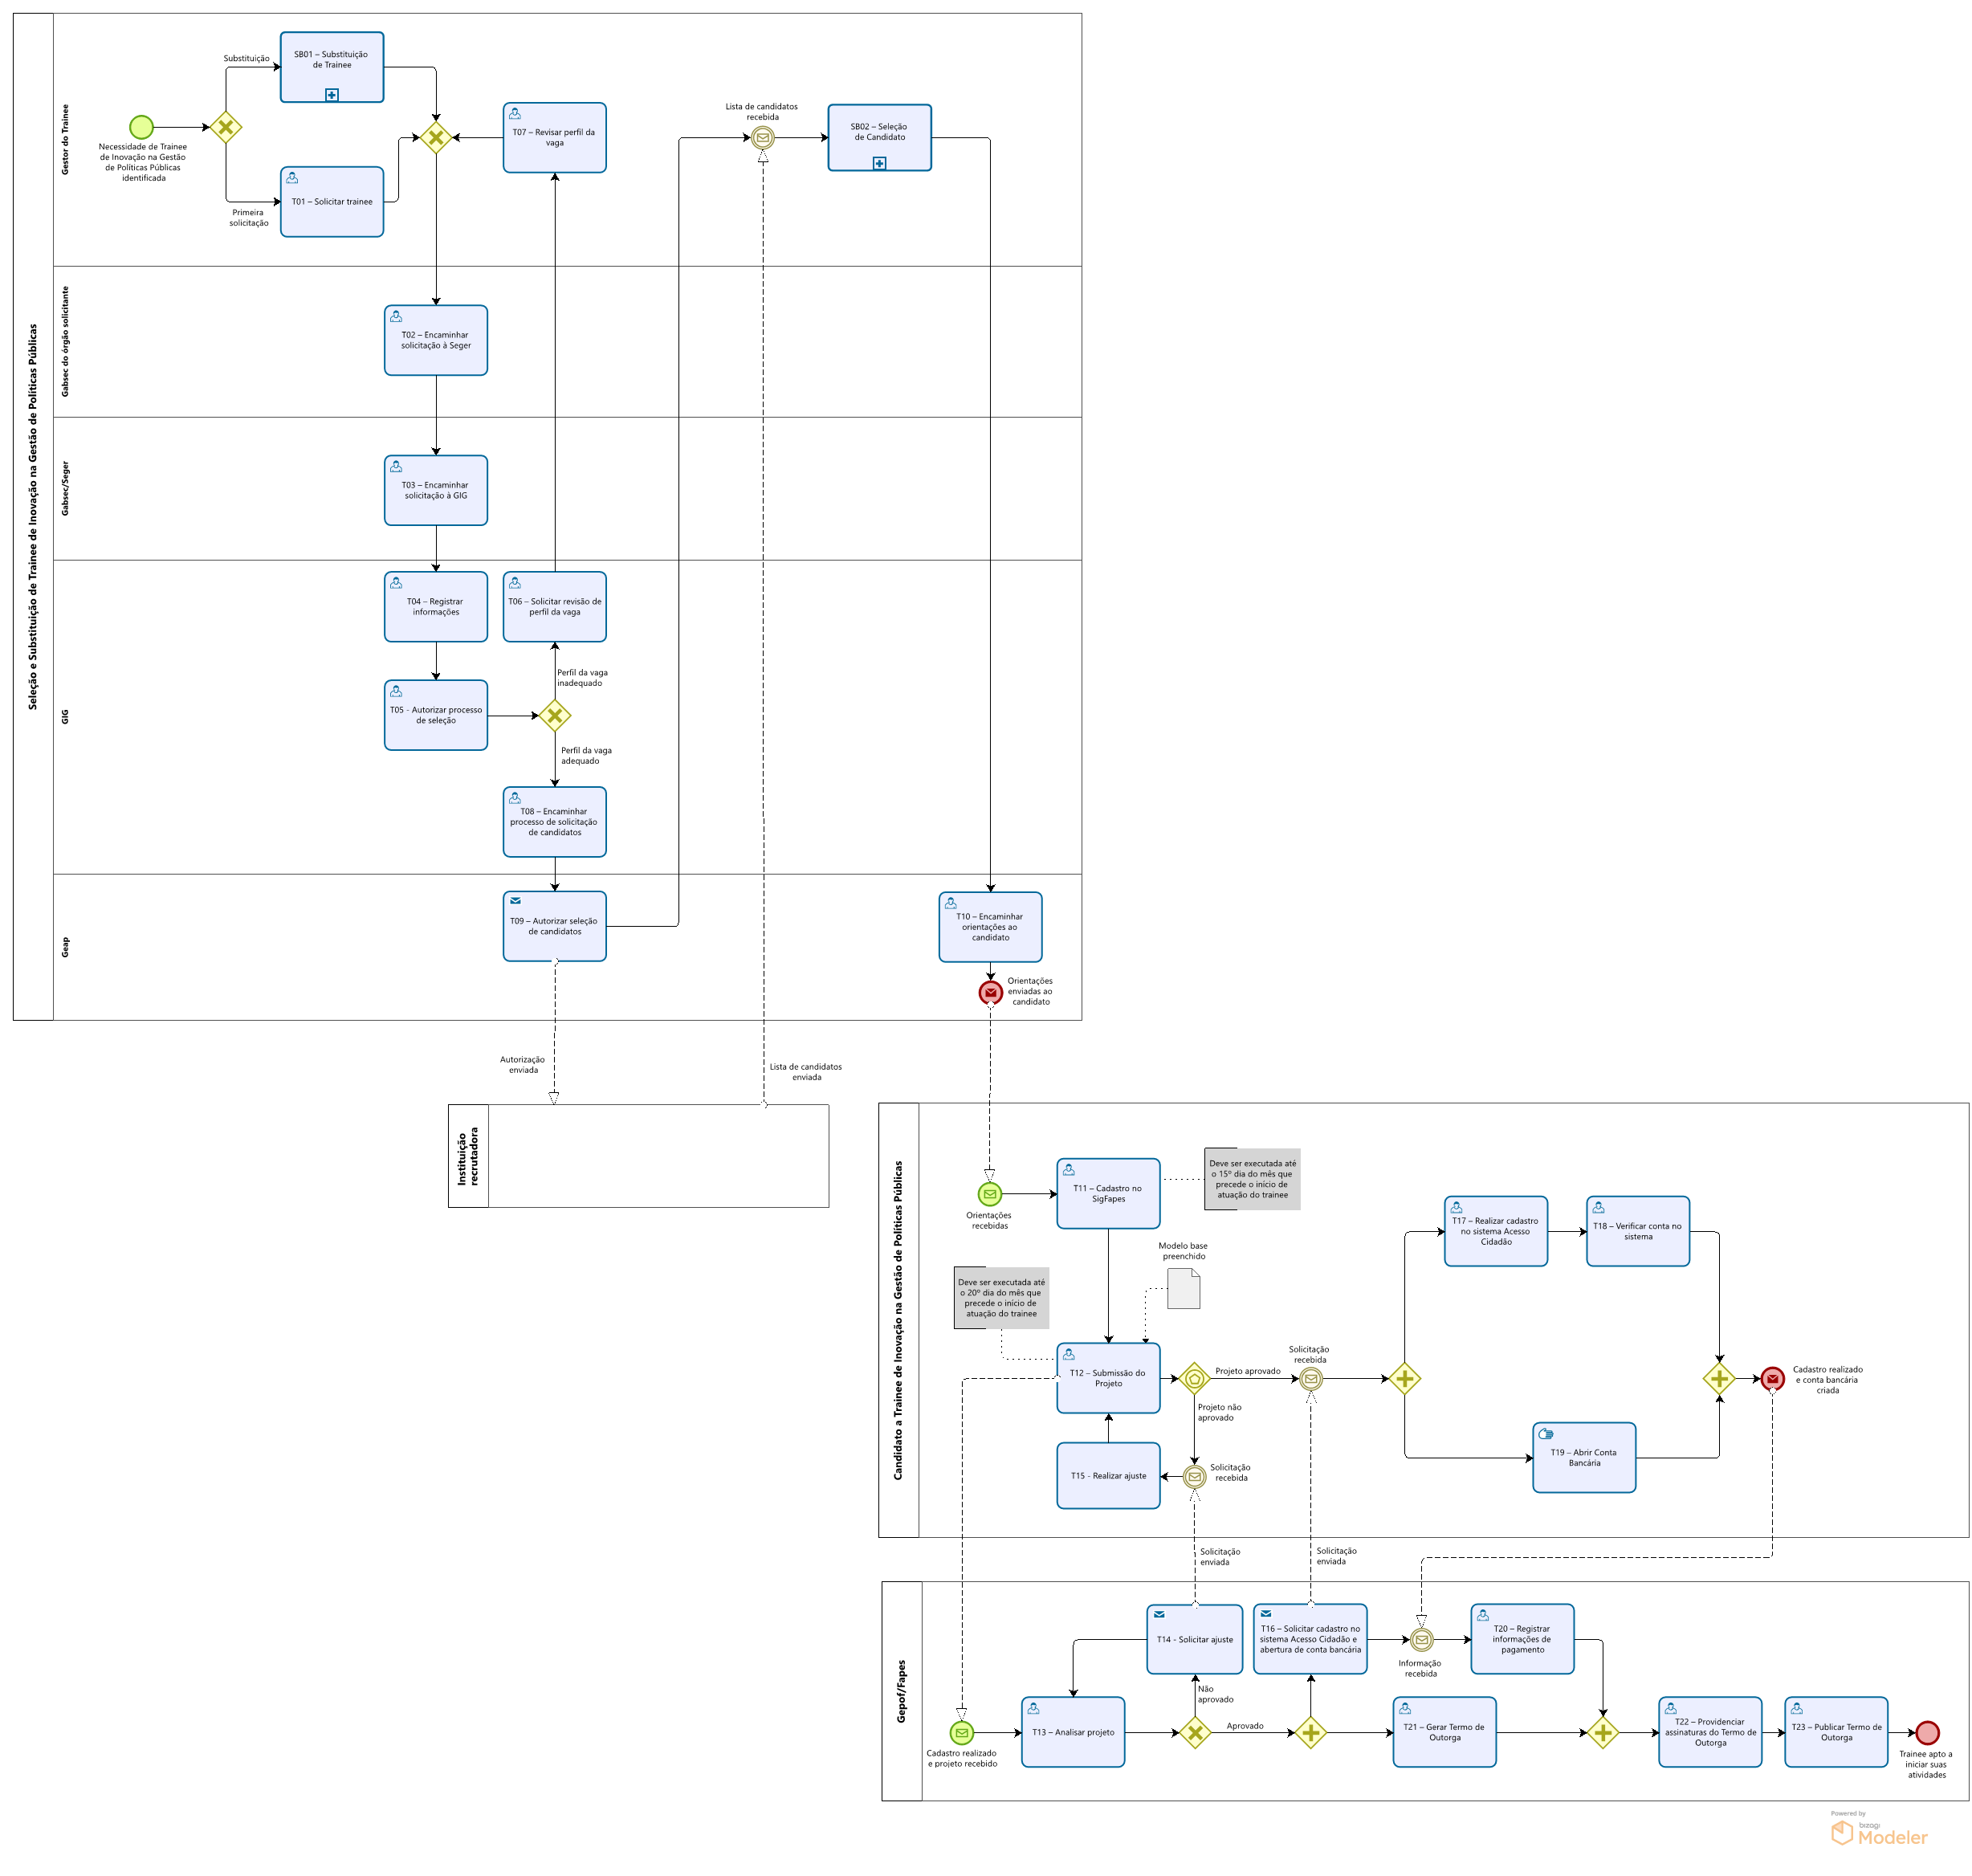 Seleção e Substituição de Trainee de Inovação na Gestão de Políticas Públicas
Gestor do Trainee
Necessidade de Trainee
de Inovação na Gestão
de Políticas Públicas
identificada
Substituição
Primeira
solicitação
SB01 – Substituição
de Trainee
T01 – Solicitar trainee
T07 – Revisar perfil da
vaga
Lista de candidatos
recebida
SB02 – Seleção
de Candidato
Gabsec do órgão solicitante
T02 – Encaminhar
solicitação à Seger
Gabsec/Seger
T03 – Encaminhar
solicitação à GIG
GIG
T04 – Registrar
informações
T06 – Solicitar revisão de
perfil da vaga
Perfil da vaga
inadequado
T05 - Autorizar processo
de seleção
Perfil da vaga
adequado
T08 – Encaminhar
processo de solicitação
de candidatos
Geap
T09 – Autorizar seleção
de candidatos
T10 – Encaminhar
orientações ao
candidato
Orientações
enviadas ao
candidato
Autorização
enviada
Lista de candidatos
enviada
Instituição
recrutadora
Candidato a Trainee de Inovação na Gestão de Políticas Públicas
Orientações
recebidas
T11 – Cadastro no
SigFapes
Deve ser executada até
o 15º dia do mês que
precede o início de
atuação do trainee
Modelo base
preenchido
Deve ser executada até
o 20º dia do mês que
precede o início de
atuação do trainee
T12 – Submissão do
Projeto
Projeto aprovado
Projeto não
aprovado
Solicitação
recebida
T15 - Realizar ajuste
Solicitação
recebida
T17 – Realizar cadastro
no sistema Acesso
Cidadão
T18 – Verificar conta no
sistema
T19 – Abrir Conta
Bancária
Cadastro realizado
e conta bancária
criada
Solicitação
enviada
Solicitação
enviada
Gepof/Fapes
Cadastro realizado
e projeto recebido
T13 – Analisar projeto
T14 - Solicitar ajuste
Não
aprovado
Aprovado
T16 – Solicitar cadastro no
sistema Acesso Cidadão e
abertura de conta bancária
Informação
recebida
T20 – Registrar
informações de
pagamento
T21 – Gerar Termo de
Outorga
T22 – Providenciar
assinaturas do Termo de
Outorga
T23 – Publicar Termo de
Outorga
Trainee apto a
iniciar suas
atividades
Powered by
bizagi
Modeler